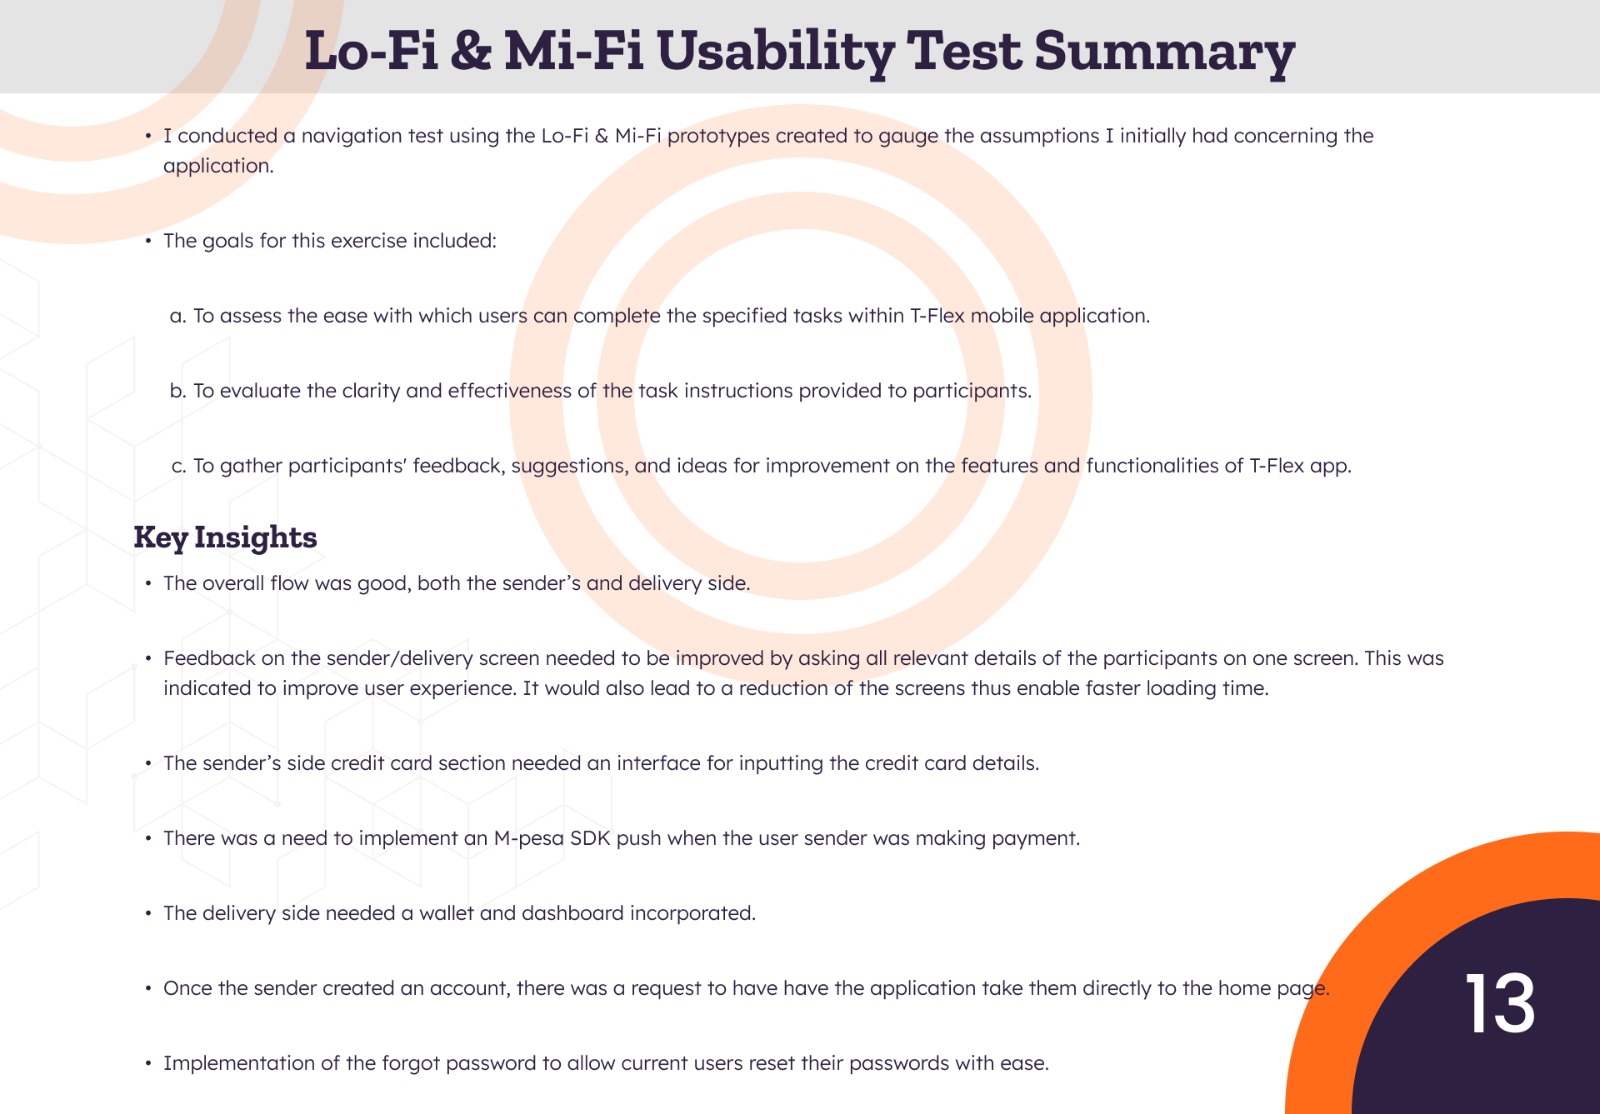 Lo-Fi & Mi-Fi Usability Test Summary
• I conducted a navigation test using the Lo-Fi & Mi-Fi prototypes created to gauge the assumptions I initially had concerning the
application.
• The goals for this exercise included:
a. To assess the ease with which users can complete the specified tasks within T-Flex mobile application.
b. To evaluate the clarity and effectiveness of the task instructions provided to participants.
c. To gather participants' feedback, suggestions, and ideas for improvement on the features and functionalities of T-Flex app.
Key Insights
• The overall flow was good, both the sender’s and delivery side.
• Feedback on the sender/delivery screen needed to be improved by asking all relevant details of the participants on one screen. This was
indicated to improve user experience. It would also lead to a reduction of the screens thus enable faster loading time.
• The sender’s side credit card section needed an interface for inputting the credit card details.
• There was a need to implement an M-pesa SDK push when the user sender was making payment.
• The delivery side needed a wallet and dashboard incorporated.
• Once the sender created an account, there was a request to have have the application take them directly to the home page.
• Implementation of the forgot password to allow current users reset their passwords with ease.
13